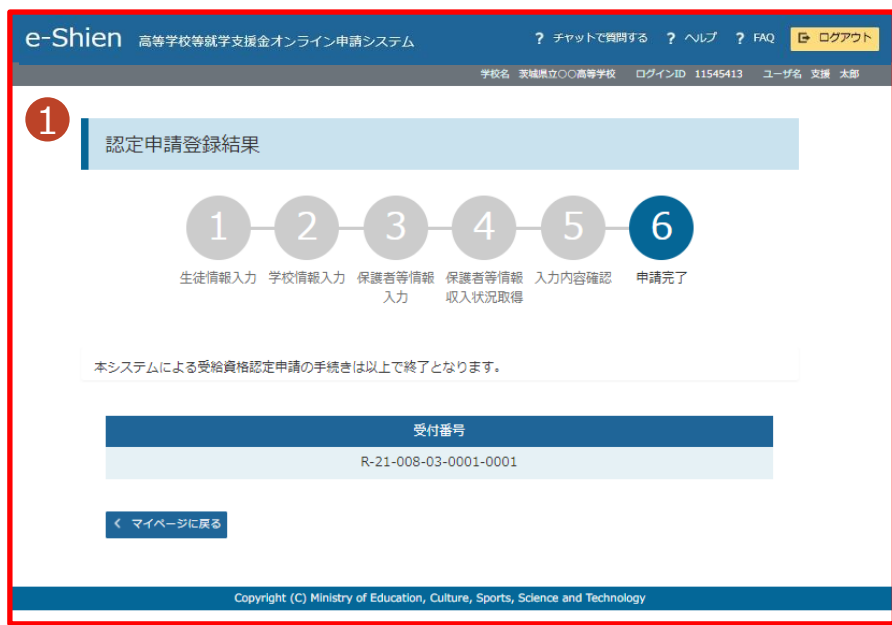 e-Shien 高等学校等就学支援金オンライン申請システム ? チャットで質問する ? ヘルプ ? FAQ ログアウト
学校名 茨城県立〇〇高等学校 ログインID 11545413 ユーザ名 支援 太郎
1
認定申請登録結果
1 2 3 4 5 6
生徒情報入力 学校情報入力 保護者等情報 保護者等情報 入力内容確認 申請完了
入力 収入状況取得
本システムによる受給資格認定申請の手続きは以上で終了となります。
受付番号
R-21-008-03-0001-0001
マイページに戻る
Copyright (C) Ministry of Education, Culture, Sports, Science and Technology